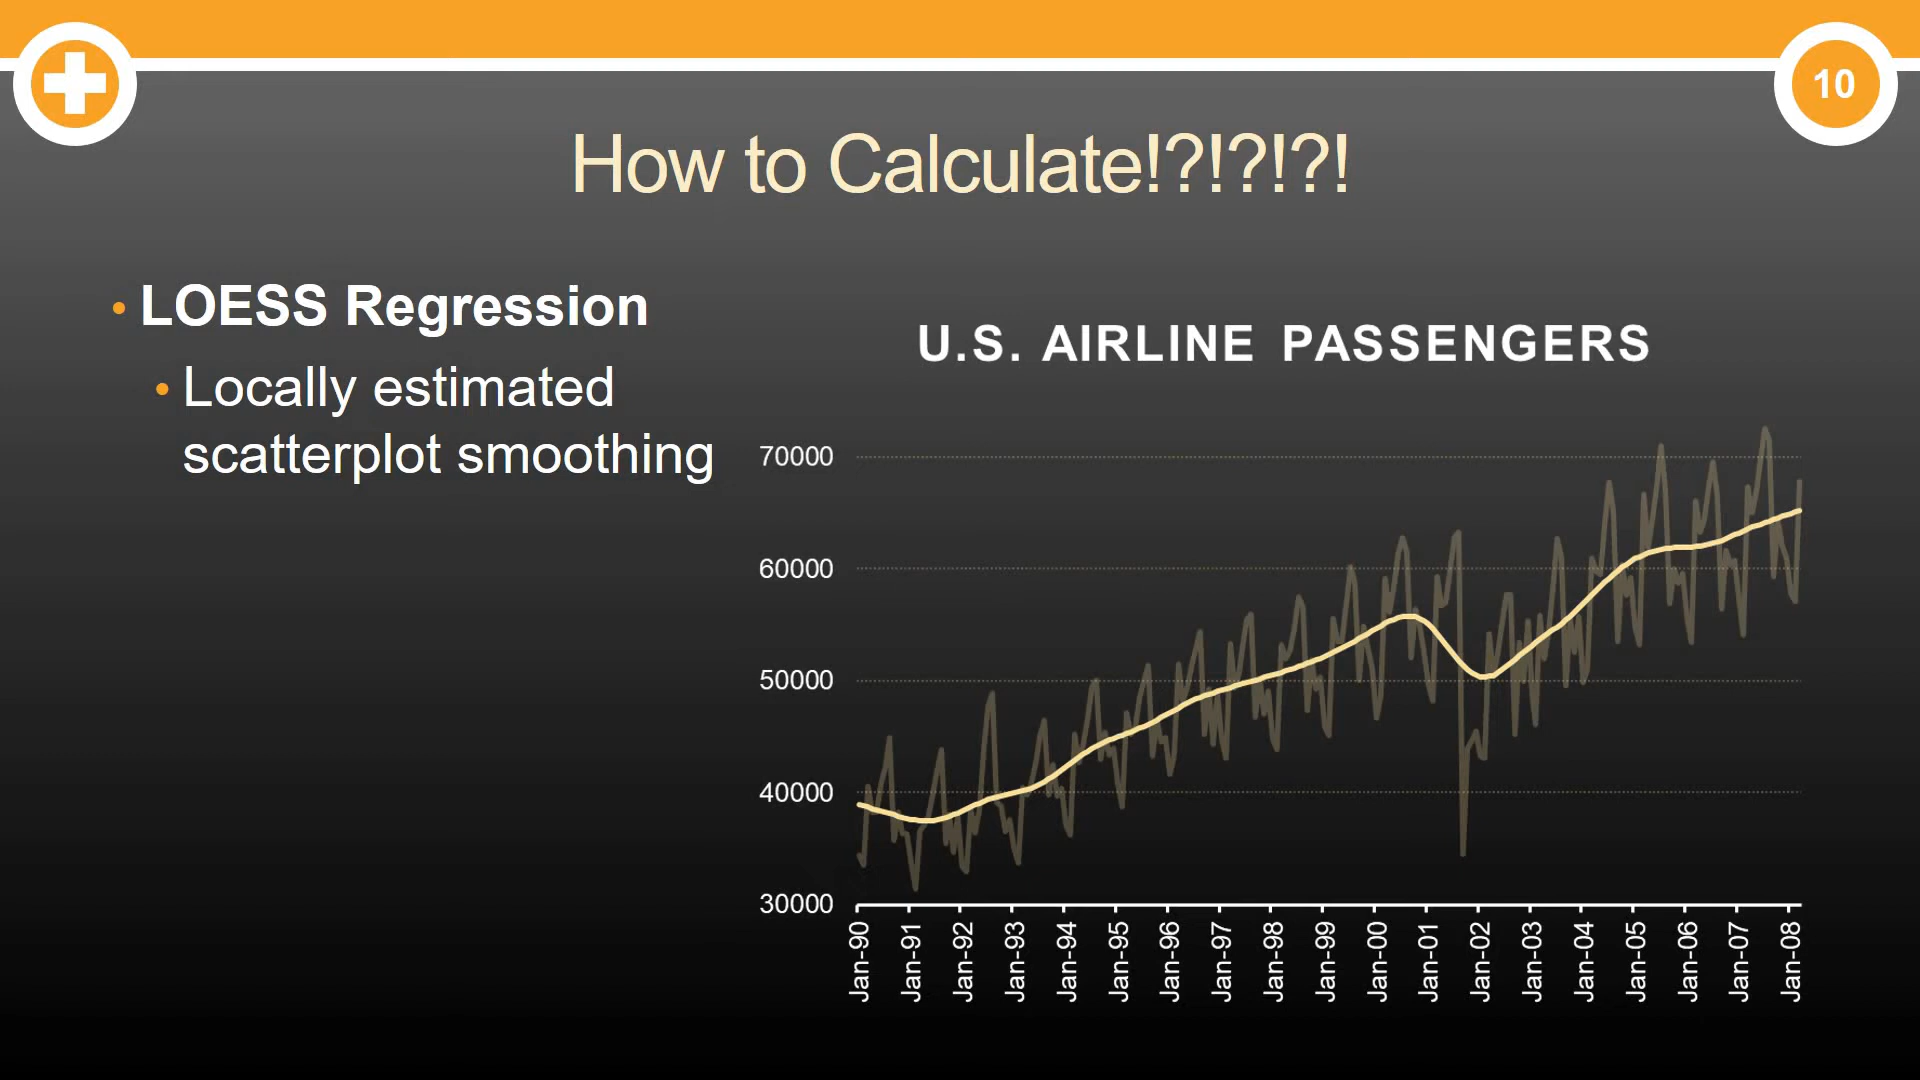 10
How to Calculate!?!?!?!
• LOESS Regression
• Locally estimated
scatterplot smoothing
U.S. AIRLINE PASSENGERS
70000
60000
50000
40000
30000
Jan-90
Jan-91
Jan-92
Jan-93
Jan-94
Jan-95
Jan-96
Jan-97
Jan-98
Jan-99
Jan-00
Jan-01
Jan-02
Jan-03
Jan-04
Jan-05
Jan-06
Jan-07
Jan-08